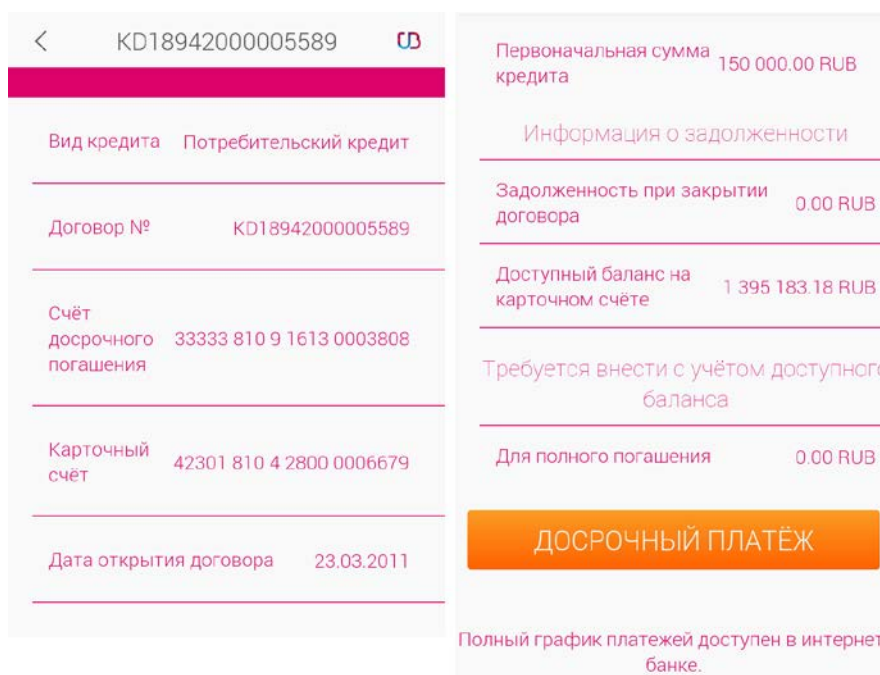 KD18942000005589
Вид кредита Потребительский кредит
Договор № KD18942000005589
Счёт
досрочного
погашения
33333 810 9 1613 0003808
Карточный
счёт
42301 810 4 2800 0006679
Дата открытия договора 23.03.2011
Первоначальная сумма
кредита
150 000.00 RUB
Информация о задолженности
Задолженность при закрытии
договора
0.00 RUB
Доступный баланс на
карточном счёте
1 395 183.18 RUB
Требуется внести с учётом доступног
баланса
Для полного погашения 0.00 RUB
ДОСРОЧНЫЙ ПЛАТЁЖ
Полный график платежей доступен в интернет
банке.